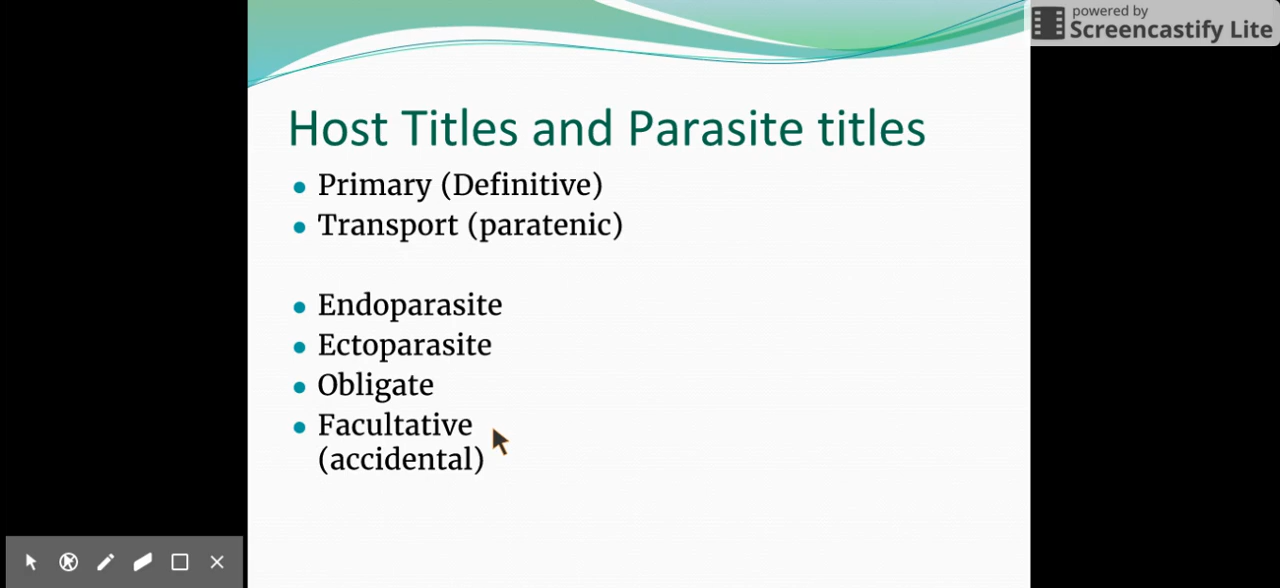 powered by
Screencastify Lite
Host Titles and Parasite titles
Primary (Definitive)
Transport (paratenic)
Endoparasite
Ectoparasite
Obligate
Facultative
(accidental)